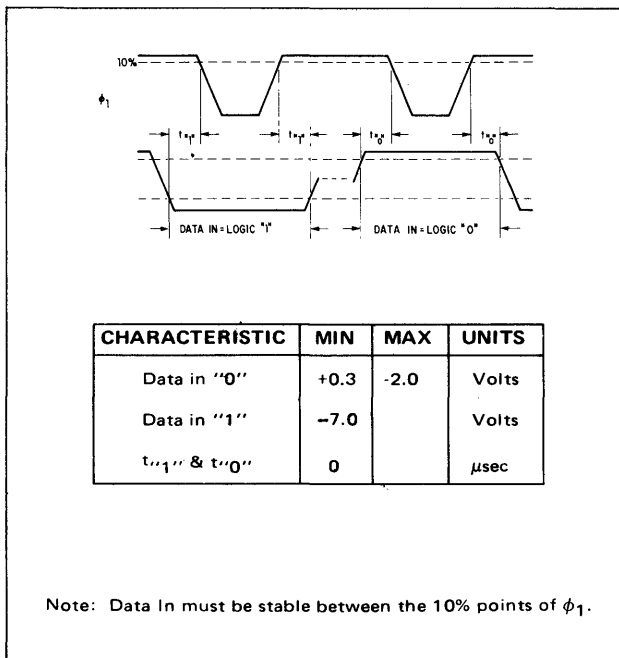 10%
ϕ1
t"1" t"1" t"0" t"0"
DATA IN = LOGIC "1" DATA IN = LOGIC "0"
CHARACTERISTIC MIN MAX UNITS
Data in "0" +0.3 -2.0 Volts
Data in "1" −7.0 Volts
t"1" & t"0" 0 μsec
Note: Data In must be stable between the 10% points of ϕ1.